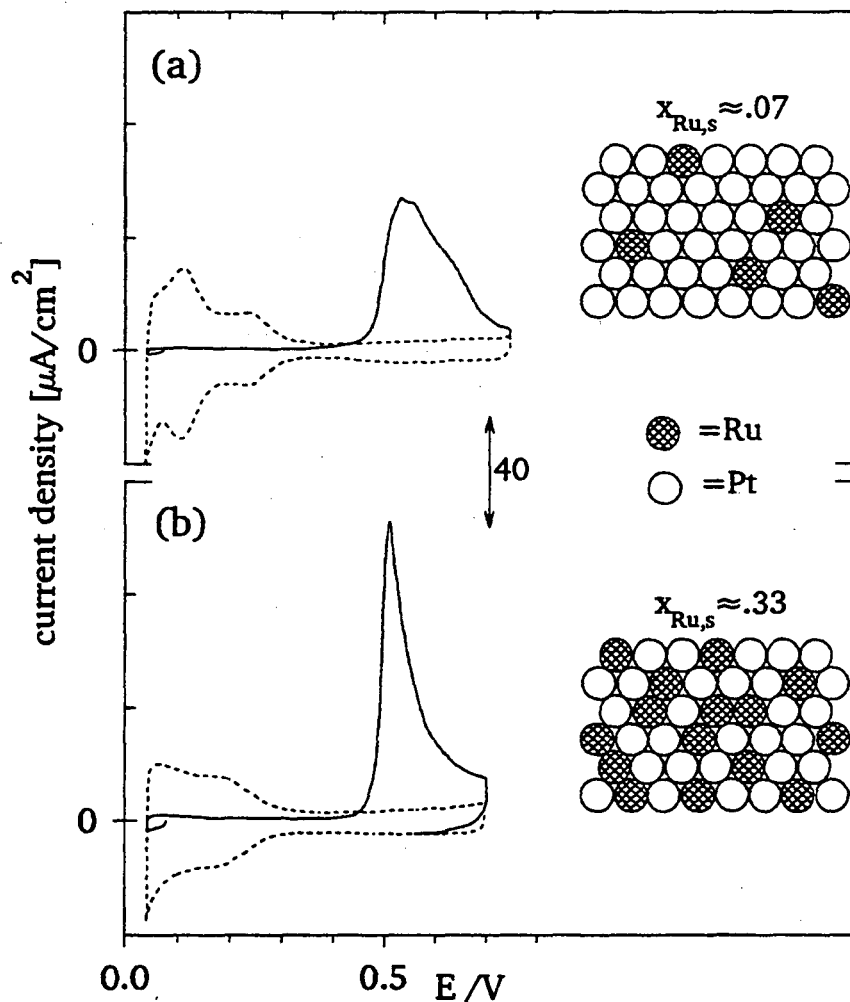 (a)
x_Ru,s ≈.07
0
=Ru
=Pt
40
(b)
x_Ru,s ≈.33
0
current density [μA/cm²]
0.0 0.5
E /V